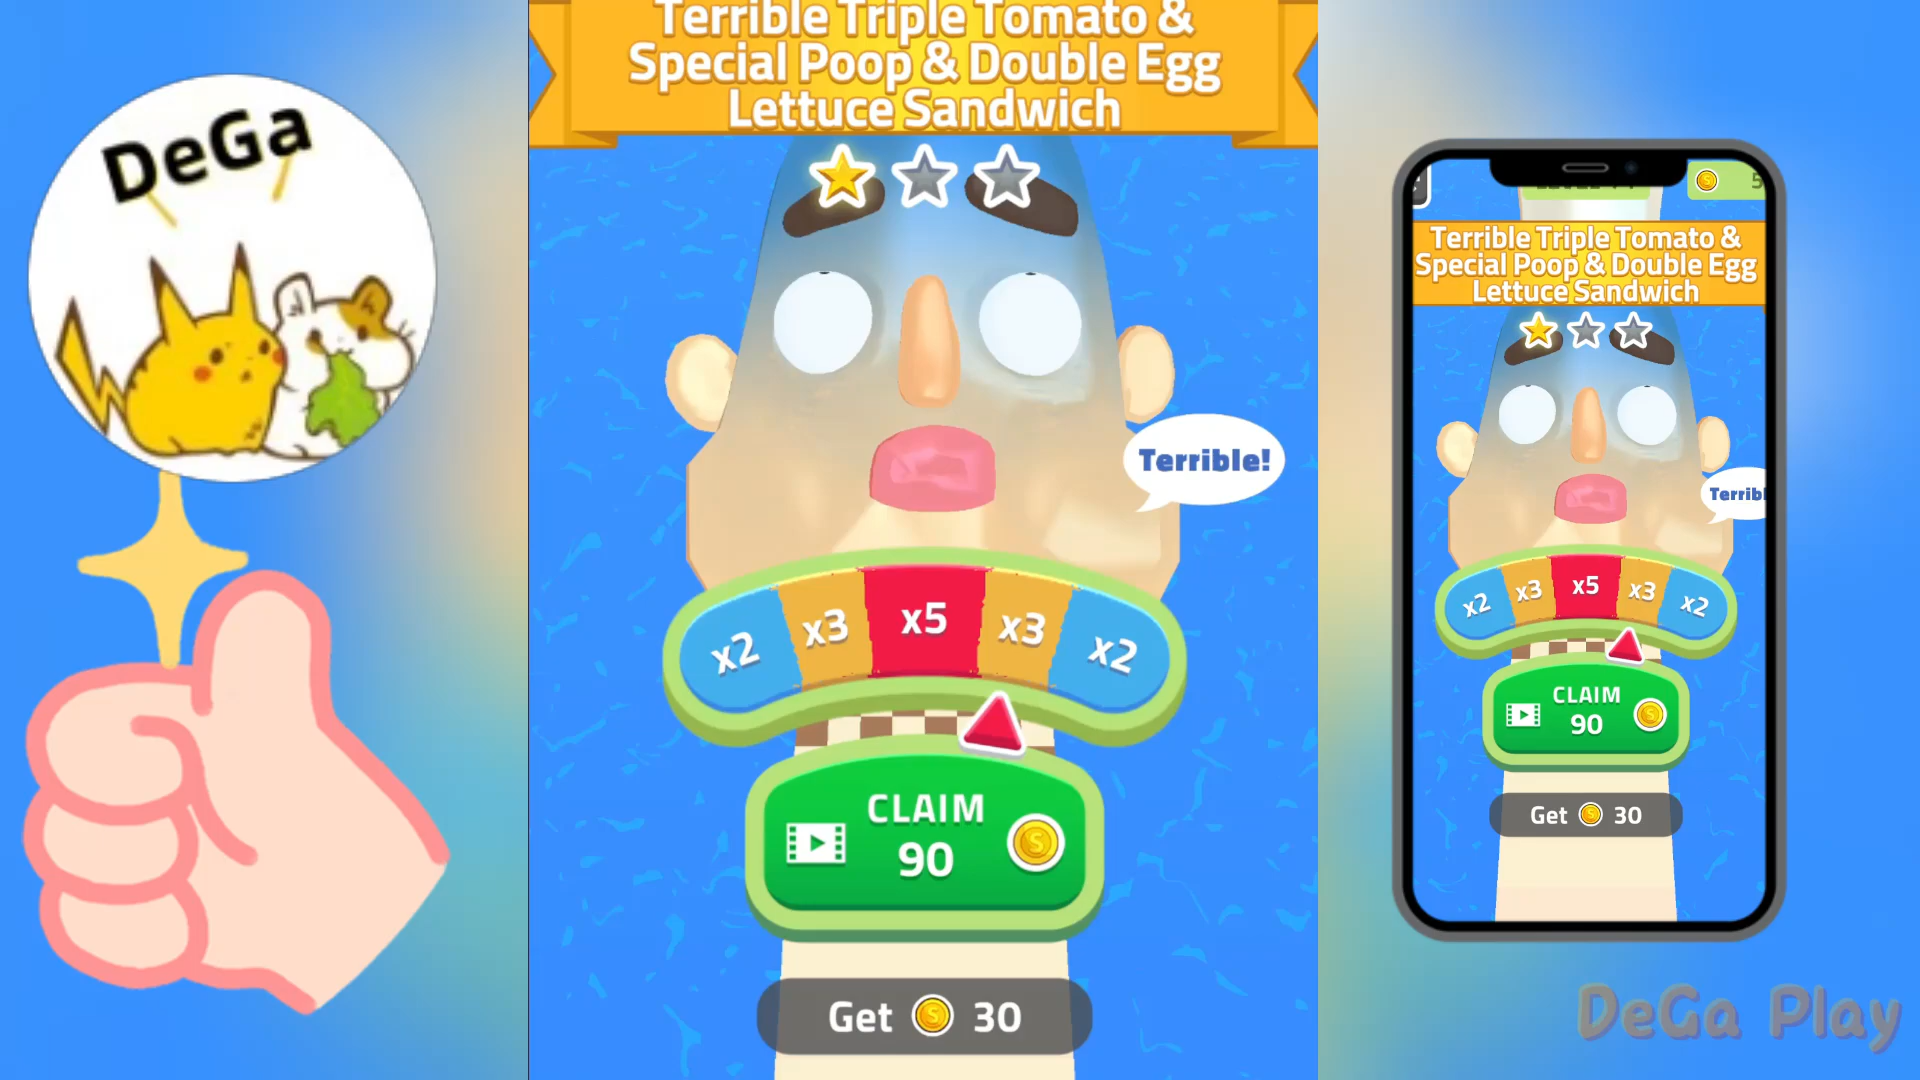 DeGa
Terrible Triple Tomato &
Special Poop & Double Egg
Lettuce Sandwich
Terrible!
x2
x3
x5
x3
x2
CLAIM
90
Get
30
Terrible Triple Tomato &
Special Poop & Double Egg
Lettuce Sandwich
Terribl
x2
x3
x5
x3
x2
CLAIM
90
Get
30
DeGa Play